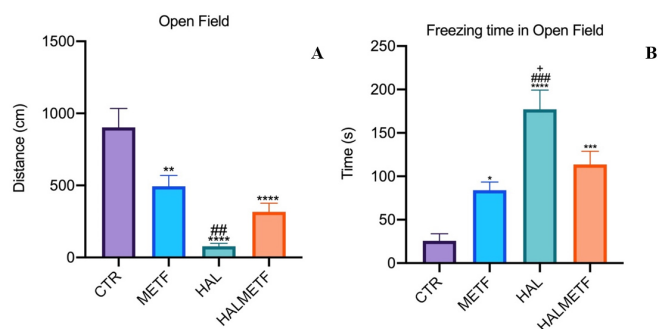 Open Field
A
Distance (cm)
1500
1000
500
0
**
##
****
****
CTR
METF
HAL
HALMETF
Freezing time in Open Field
B
Time (s)
250
200
150
100
50
0
*
+
###
****
***
CTR
METF
HAL
HALMETF